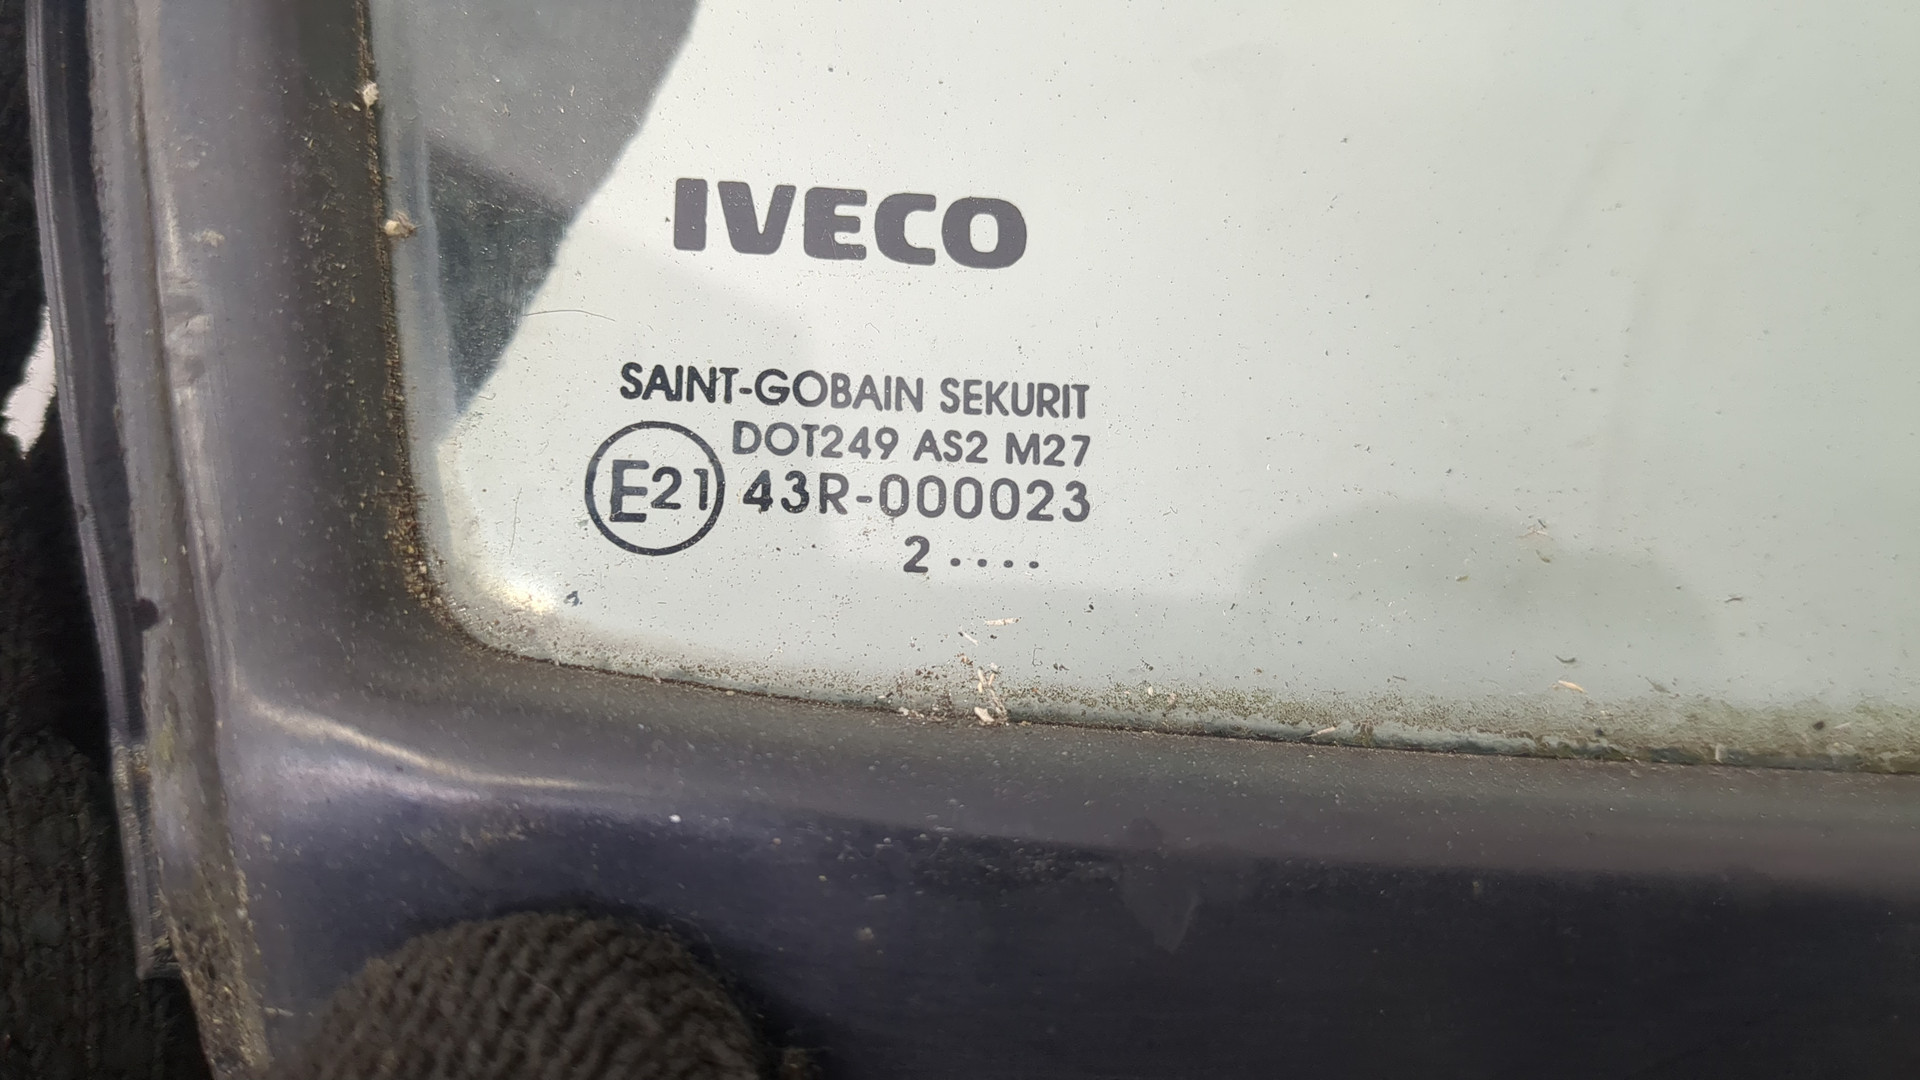 IVECO
SAINT-GOBAIN SEKURIT
DOT249 AS2 M27
E21 43R-000023
2 ....